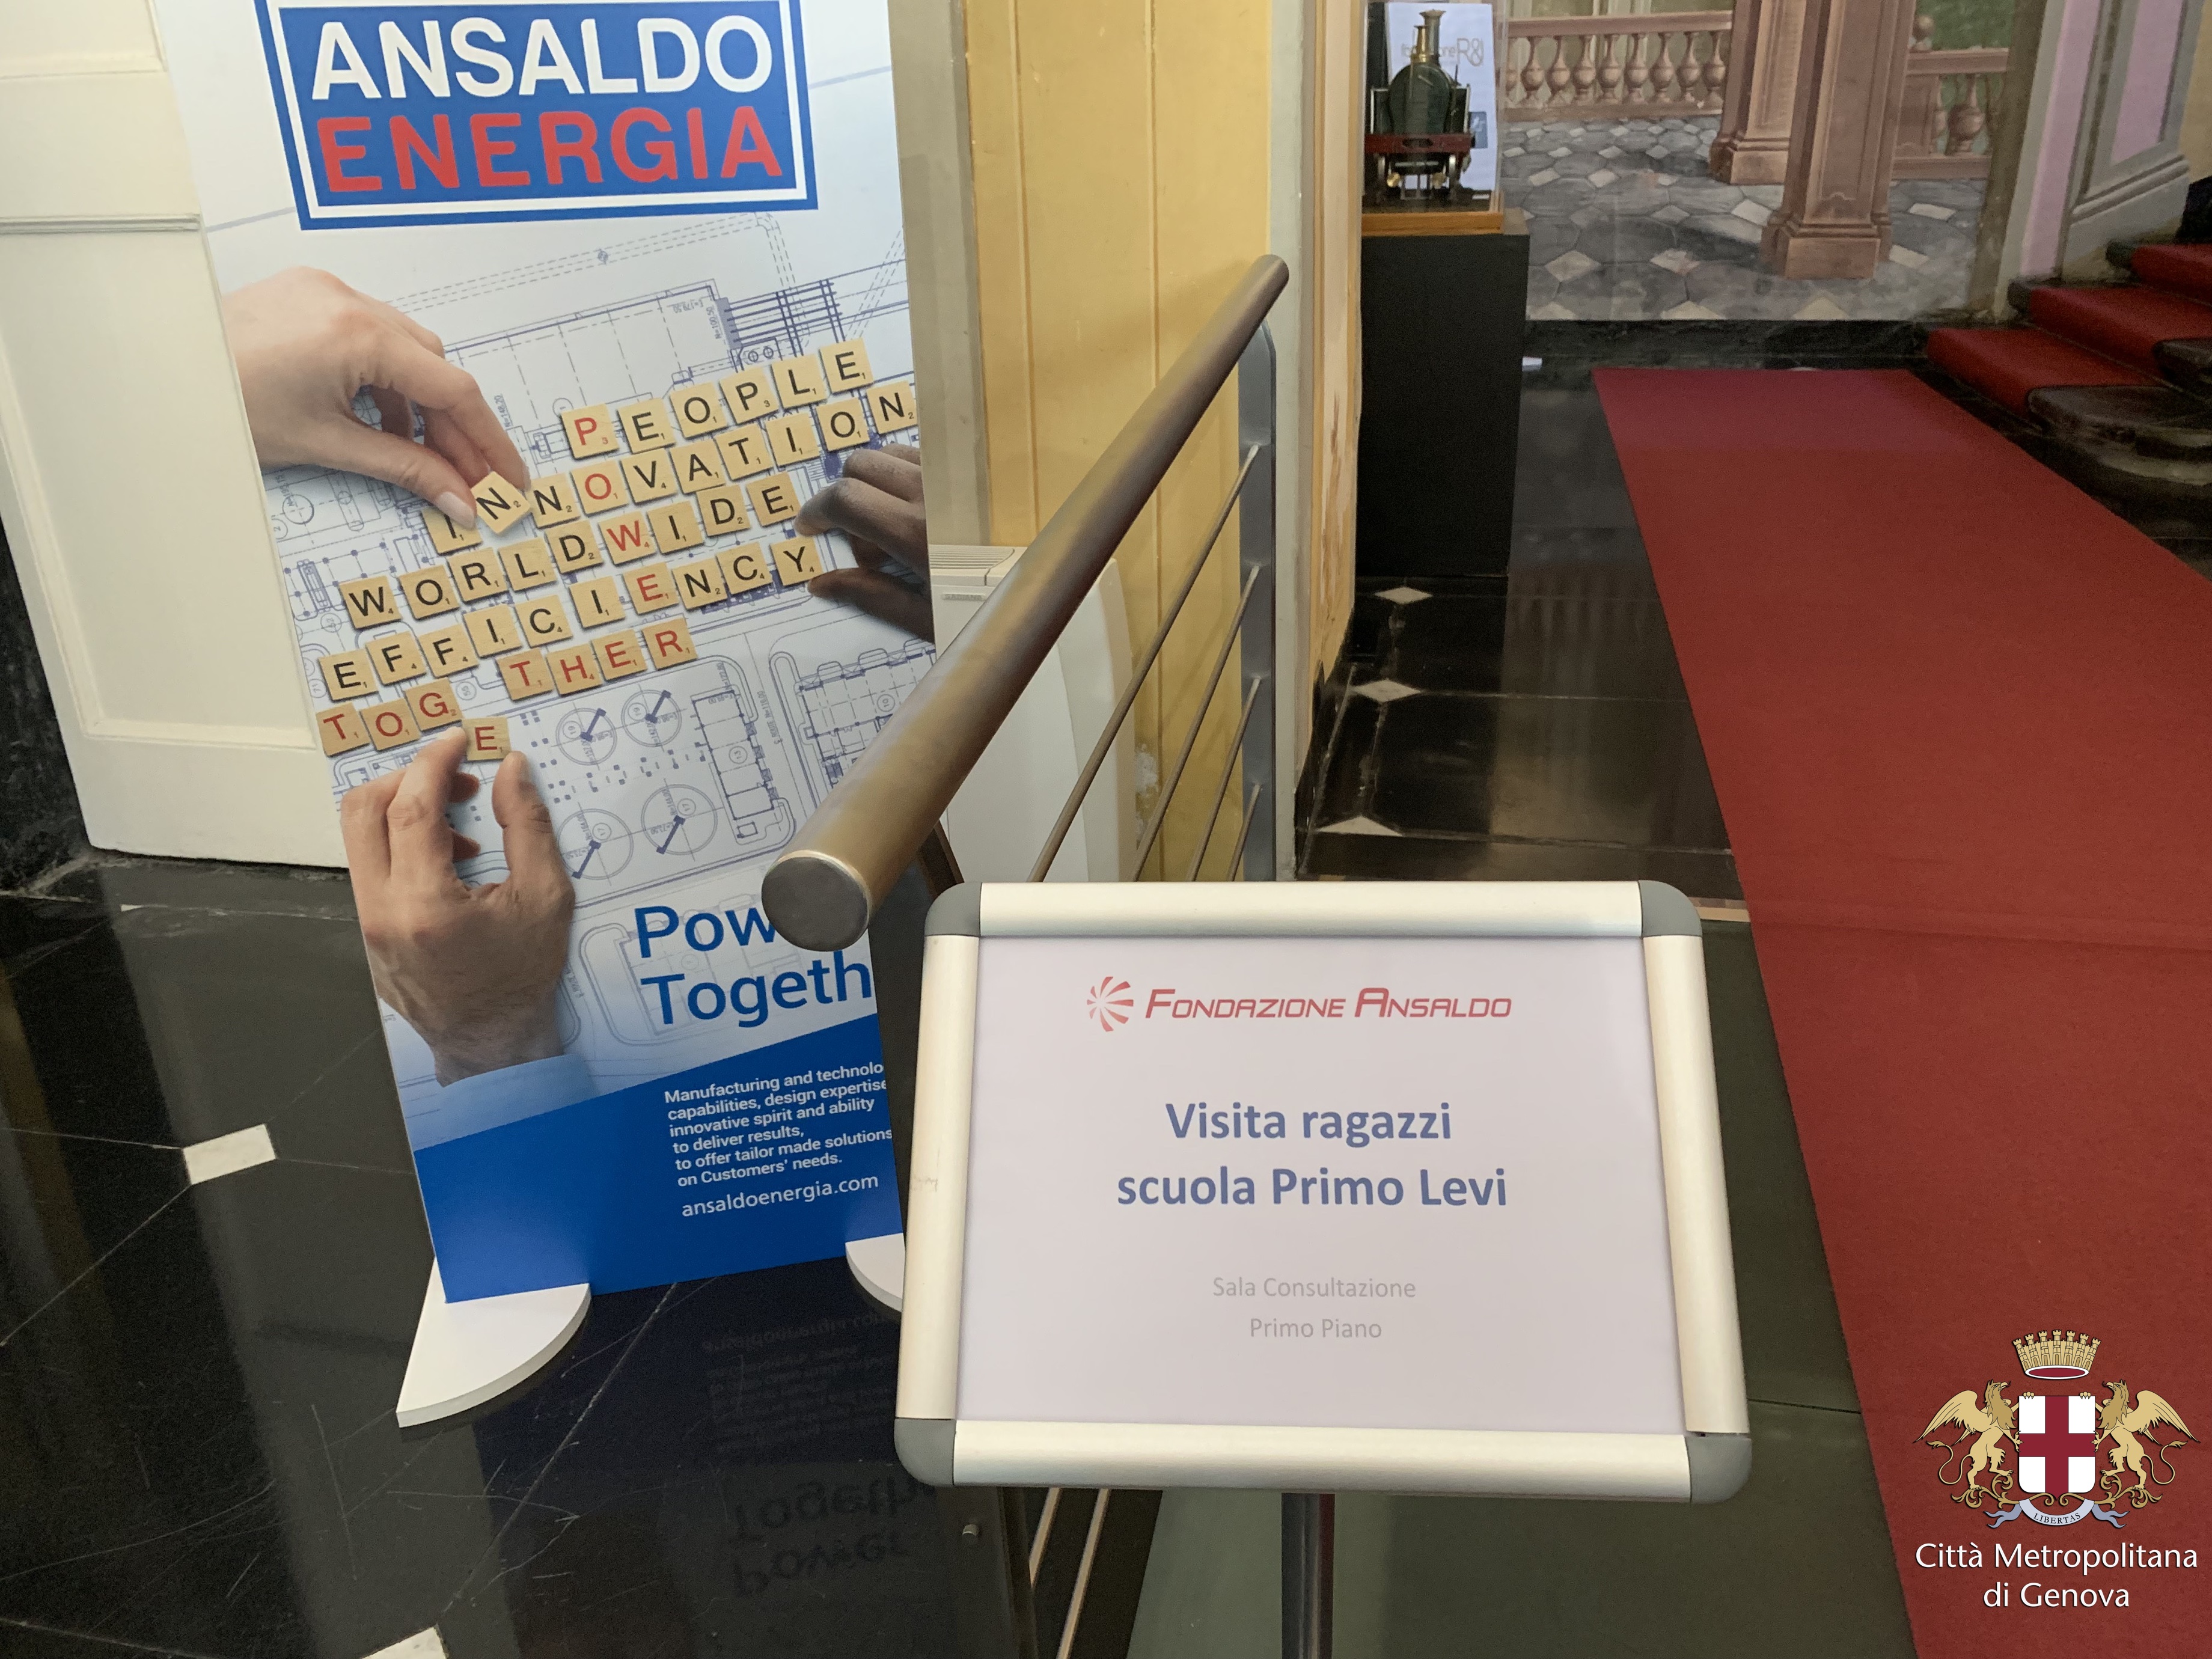 ANSALDO
ENERGIA
PEOPLE
INNOVATION
WORLDWIDE
EFFICIENCY
TOGETHER
Pow
Togeth
Manufacturing and technolo
capabilities, design expertise
innovative spirit and ability
to deliver results,
to offer tailor made solutions
on Customers' needs.
ansaldoenergia.com
FONDAZIONE ANSALDO
Visita ragazzi
scuola Primo Levi
Sala Consultazione
Primo Piano
LIBERTAS
Città Metropolitana
di Genova